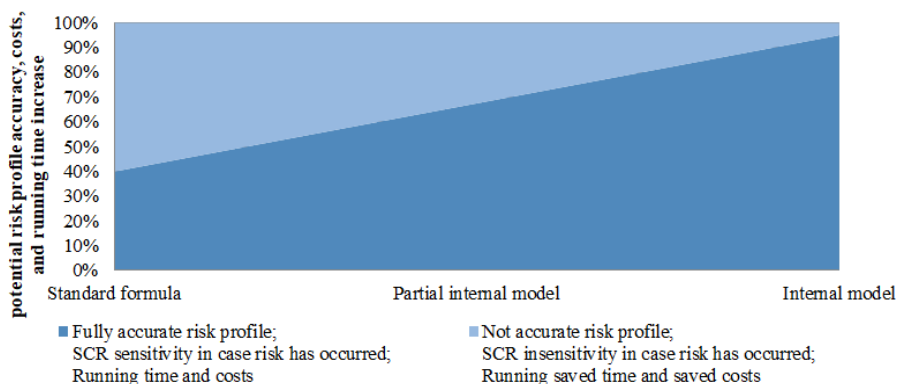 potential risk profile accuracy, costs,
and running time increase
100%
90%
80%
70%
60%
50%
40%
30%
20%
10%
0%
Standard formula Partial internal model Internal model
Fully accurate risk profile;
SCR sensitivity in case risk has occurred;
Running time and costs
Not accurate risk profile;
SCR insensitivity in case risk has occurred;
Running saved time and saved costs